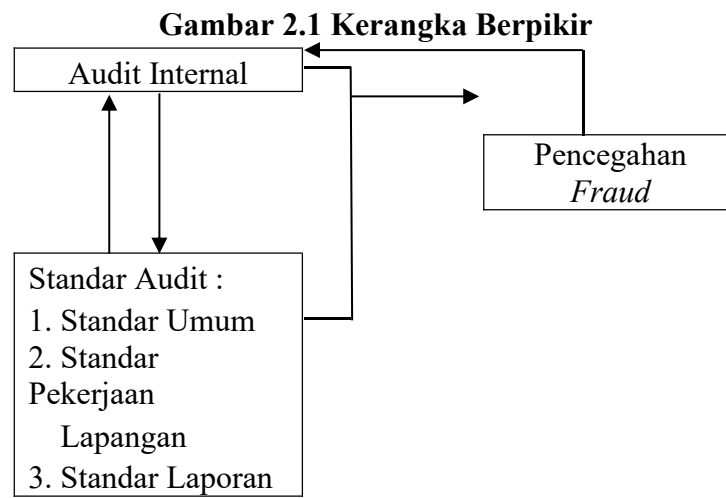 Gambar 2.1 Kerangka Berpikir
Audit Internal
Pencegahan
Fraud
Standar Audit :
1. Standar Umum
2. Standar
Pekerjaan
Lapangan
3. Standar Laporan